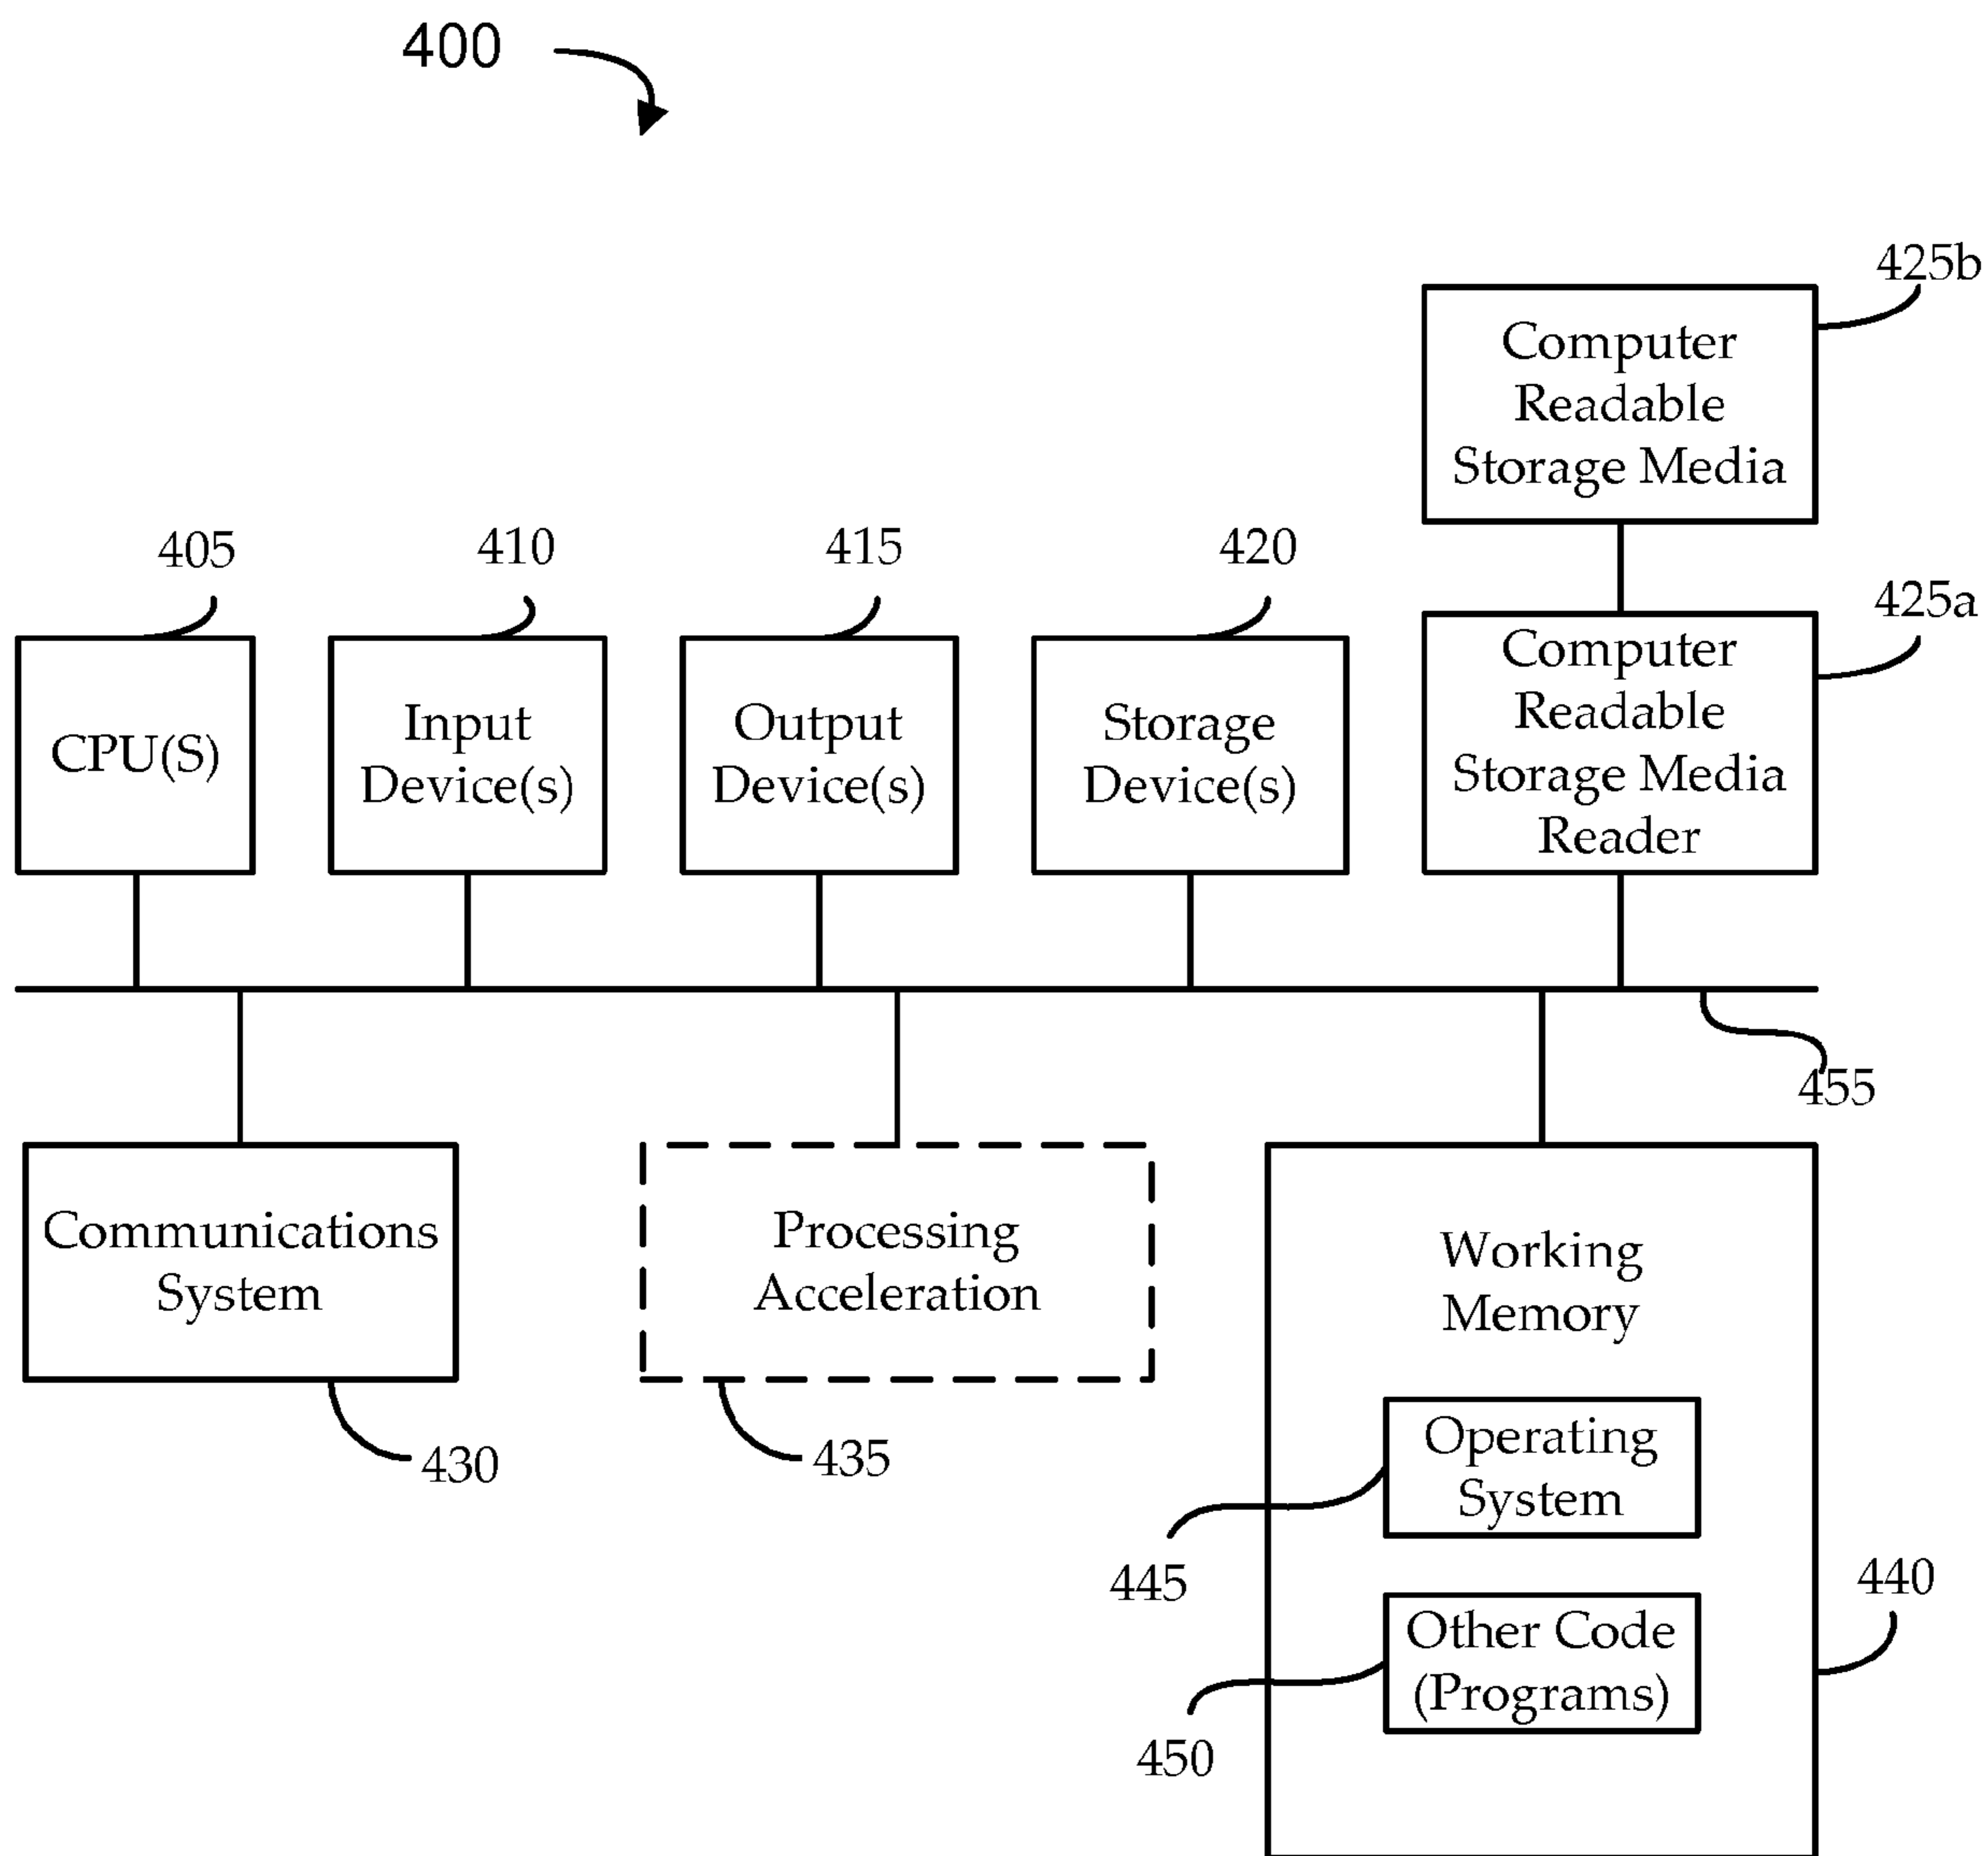 400
425b
Computer
Readable
Storage Media
405
410
415
420
425a
CPU(S)
Input
Device(s)
Output
Device(s)
Storage
Device(s)
Computer
Readable
Storage Media
Reader
455
Communications
System
430
Processing
Acceleration
435
Working
Memory
Operating
System
445
440
Other Code
(Programs)
450